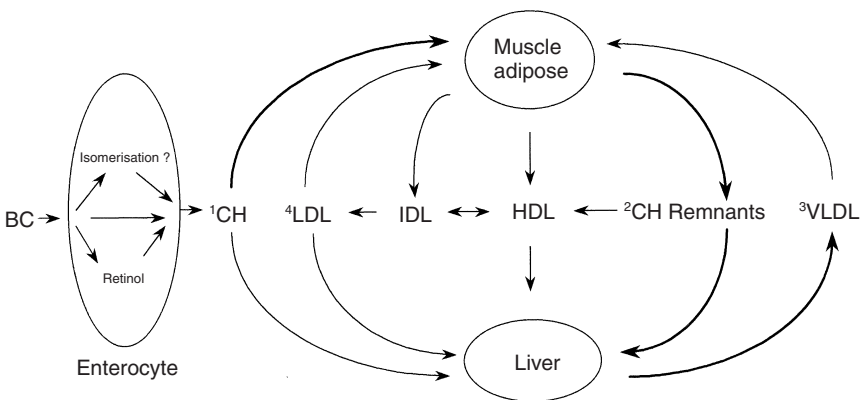 Muscle
adipose
Isomerisation ?
BC
¹CH
⁴LDL
IDL
HDL
²CH Remnants
³VLDL
Retinol
Enterocyte
Liver